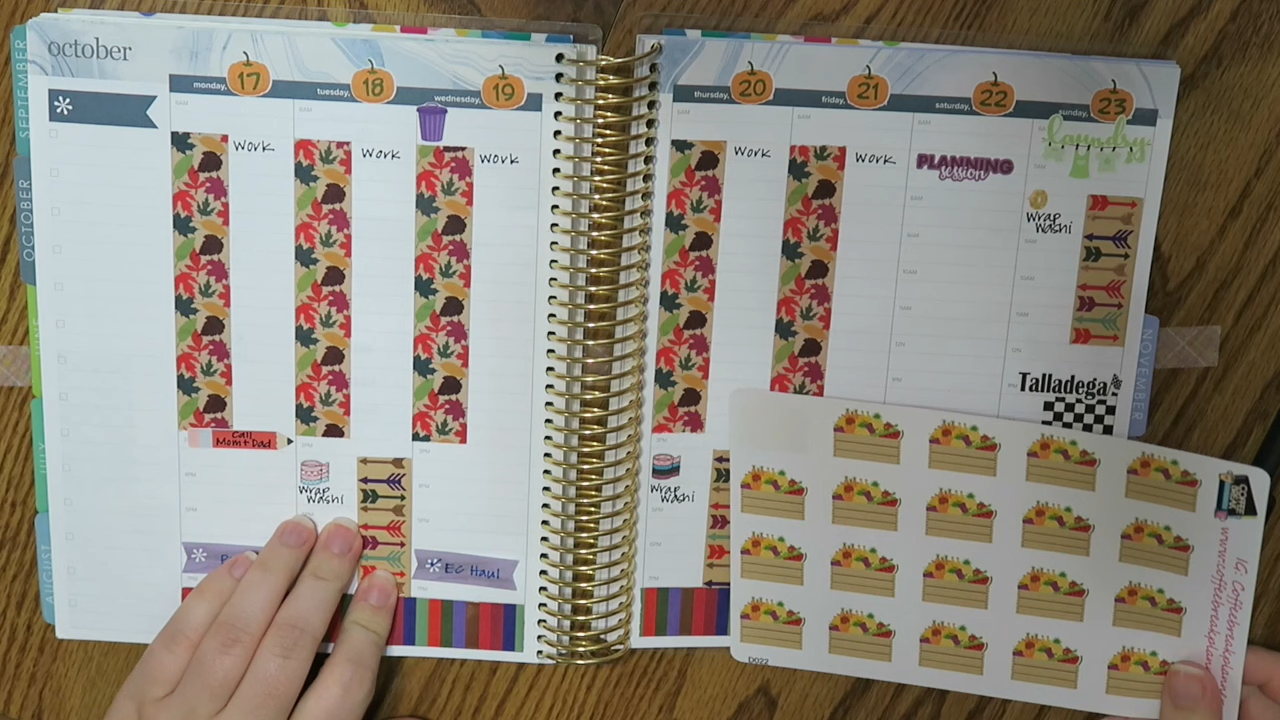 october
SEPTEMBER
OCTOBER
JUNE
JULY
AUGUST
monday, 17
tuesday, 18
wednesday, 19
Work
Work
Work
Call
Mom + Dad
Wrap
Washi
EC Haul
thursday, 20
friday, 21
saturday, 22
sunday, 23
Work
Work
PLANNING
session
laundry
Wrap
Washi
Talladega
Wrap
Washi
NOVEMBER
D022